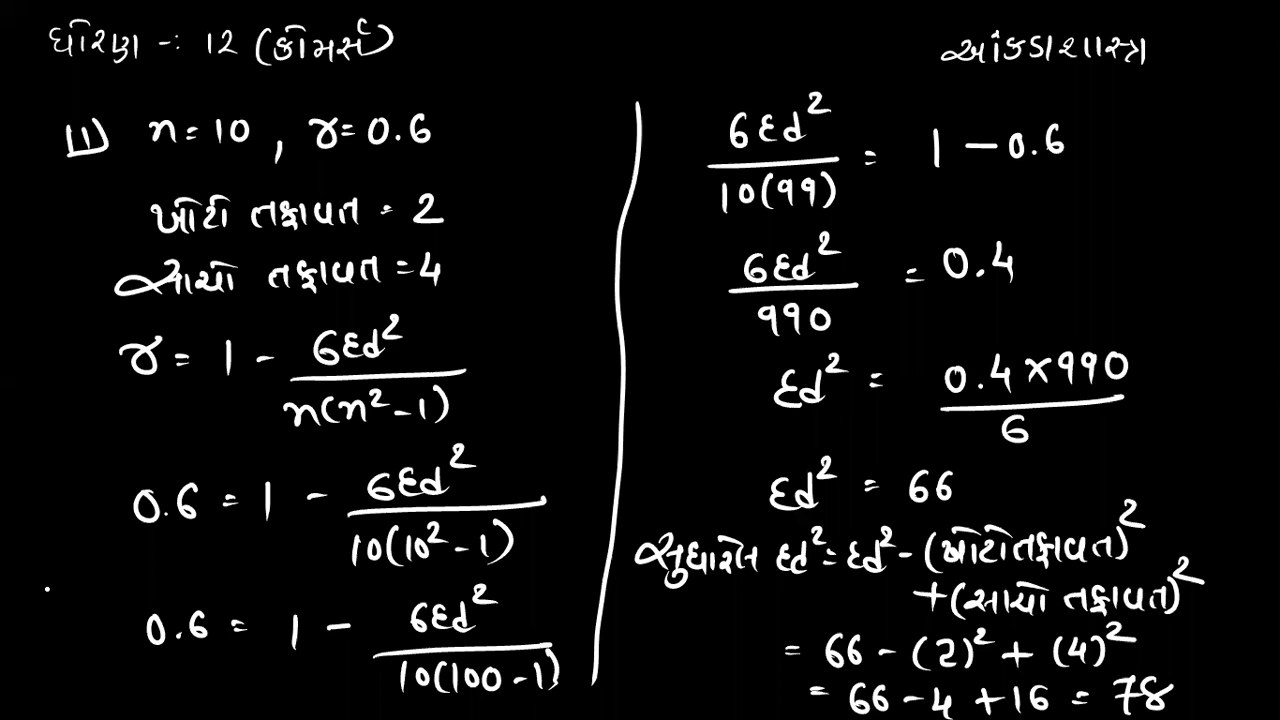 ધોરણ -: 12 (કોમર્સ)
આંકડાશાસ્ત્ર
11) n = 10 , r = 0.6
ખોટો તફાવત = 2
સાચો તફાવત = 4
r = 1 - 6Σd² / n(n² - 1)
0.6 = 1 - 6Σd² / 10(10² - 1)
0.6 = 1 - 6Σd² / 10(100 - 1)
6Σd² / 10(99) = 1 - 0.6
6Σd² / 990 = 0.4
Σd² = 0.4 × 990 / 6
Σd² = 66
સુધારેલ Σd² = Σd² - (ખોટો તફાવત)²
+ (સાચો તફાવત)²
= 66 - (2)² + (4)²
= 66 - 4 + 16 = 78